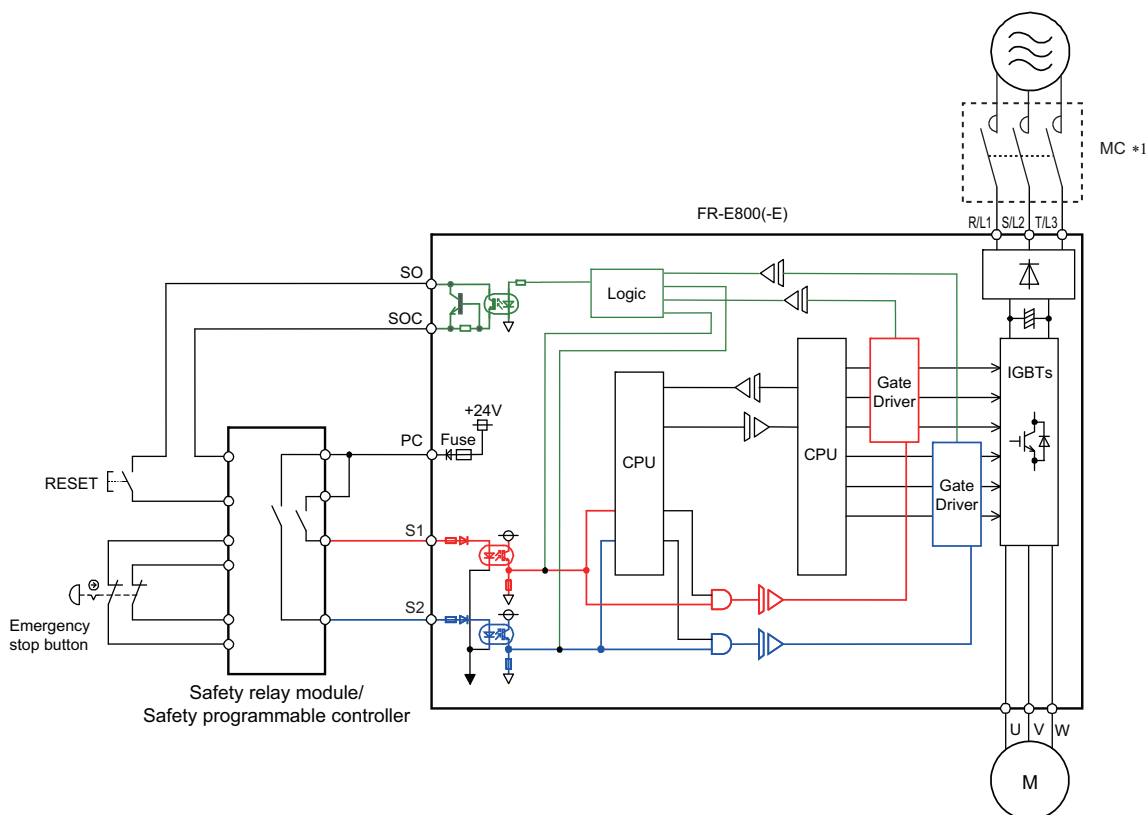 MC *1
FR-E800(-E)
R/L1 S/L2 T/L3
SO
Logic
SOC
IGBTs
Gate
Driver
+24V
PC
Fuse
CPU
CPU
RESET
Gate
Driver
S1
S2
Emergency
stop button
Safety relay module/
Safety programmable controller
U V W
M